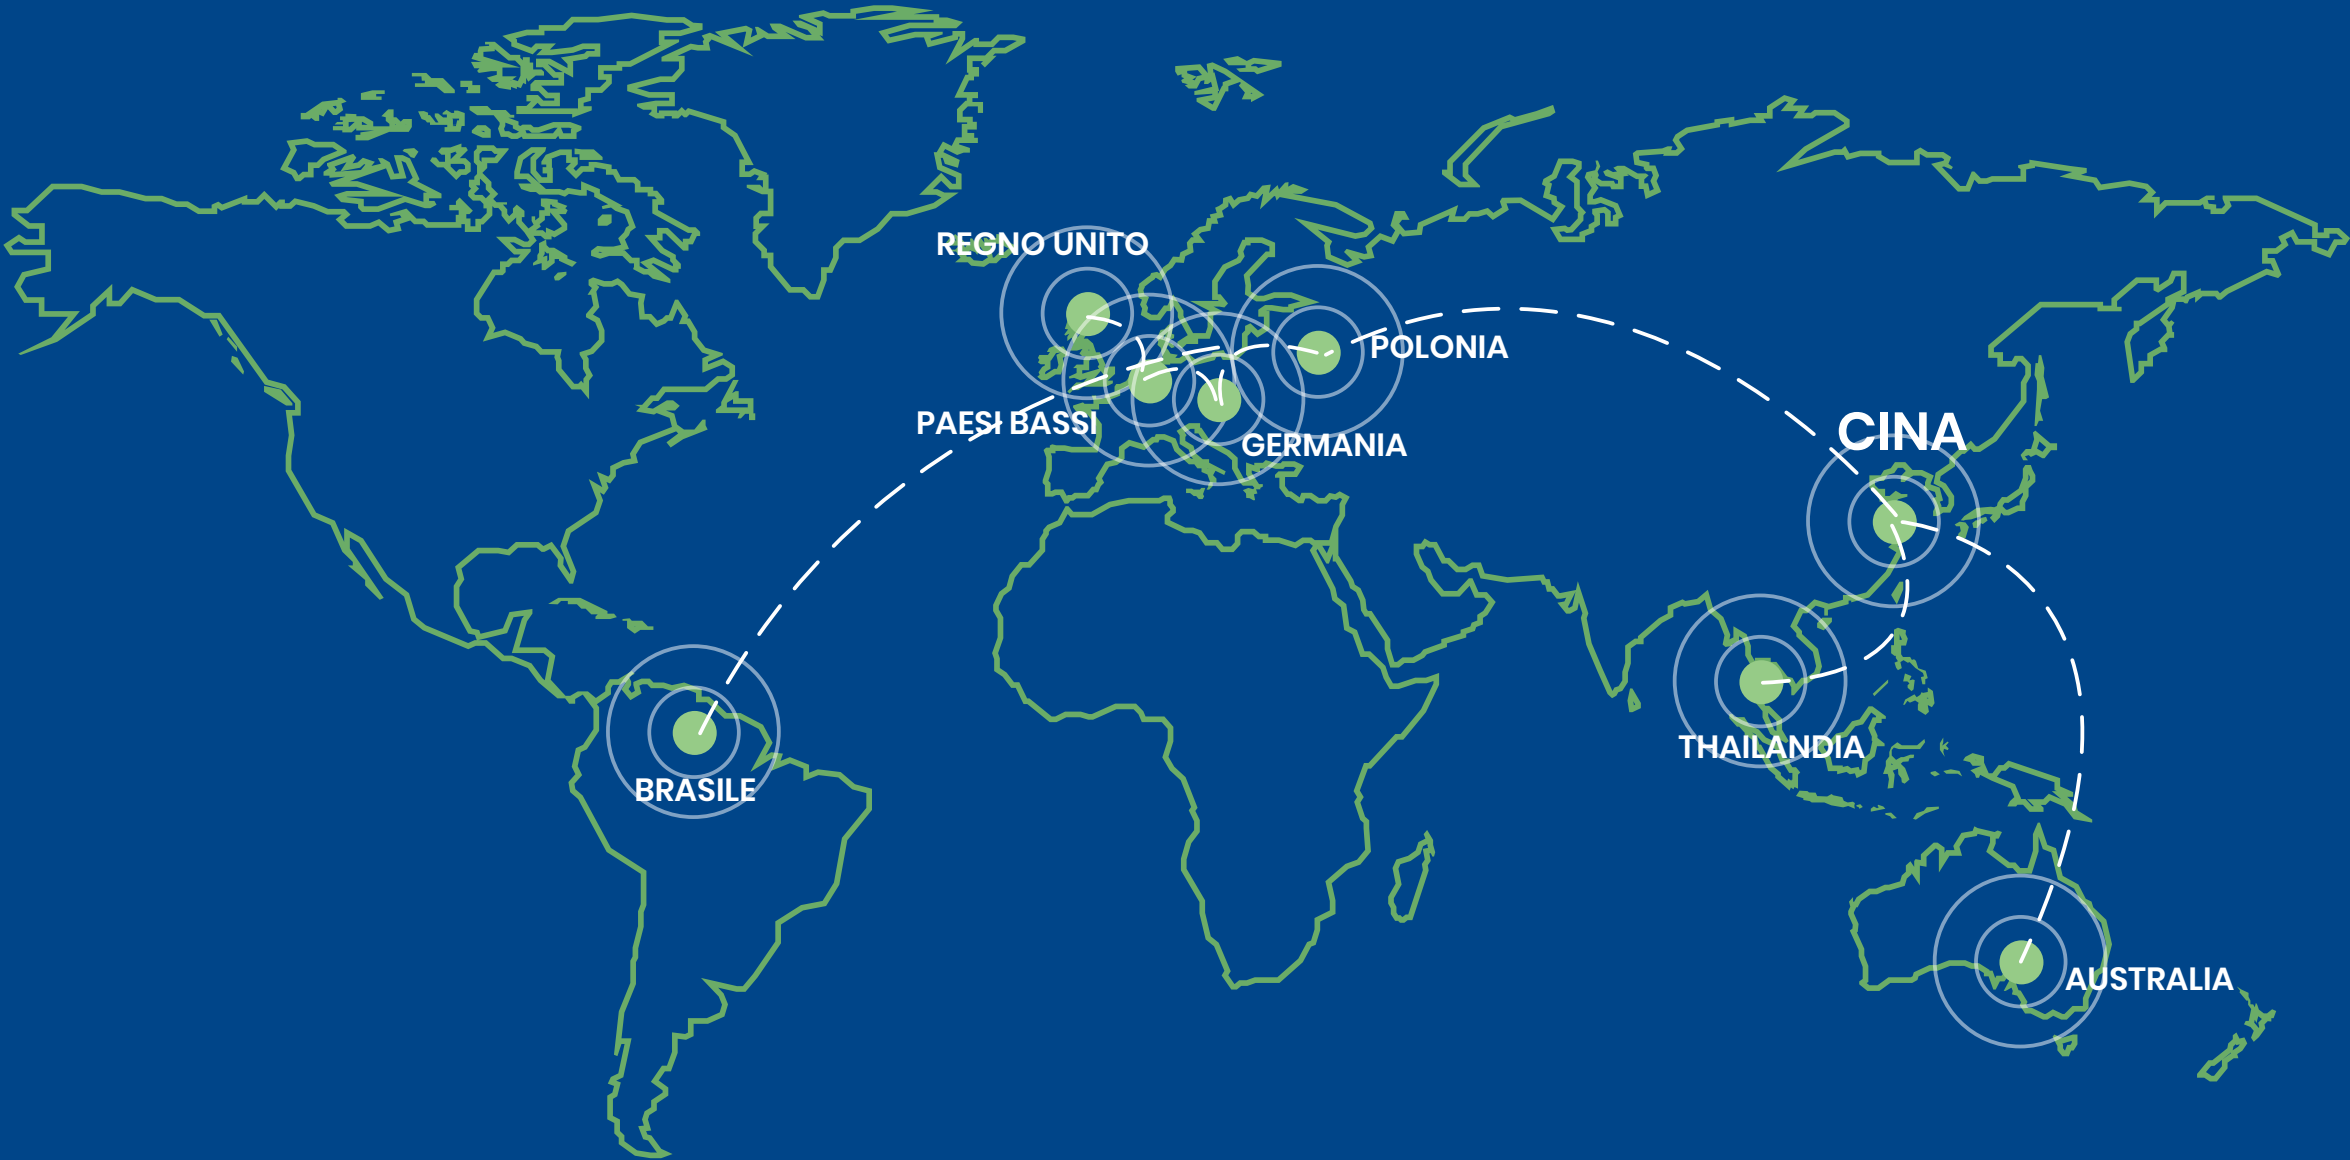 REGNO UNITO
POLONIA
PAESI BASSI
CINA
GERMANIA
THAILANDIA
BRASILE
AUSTRALIA